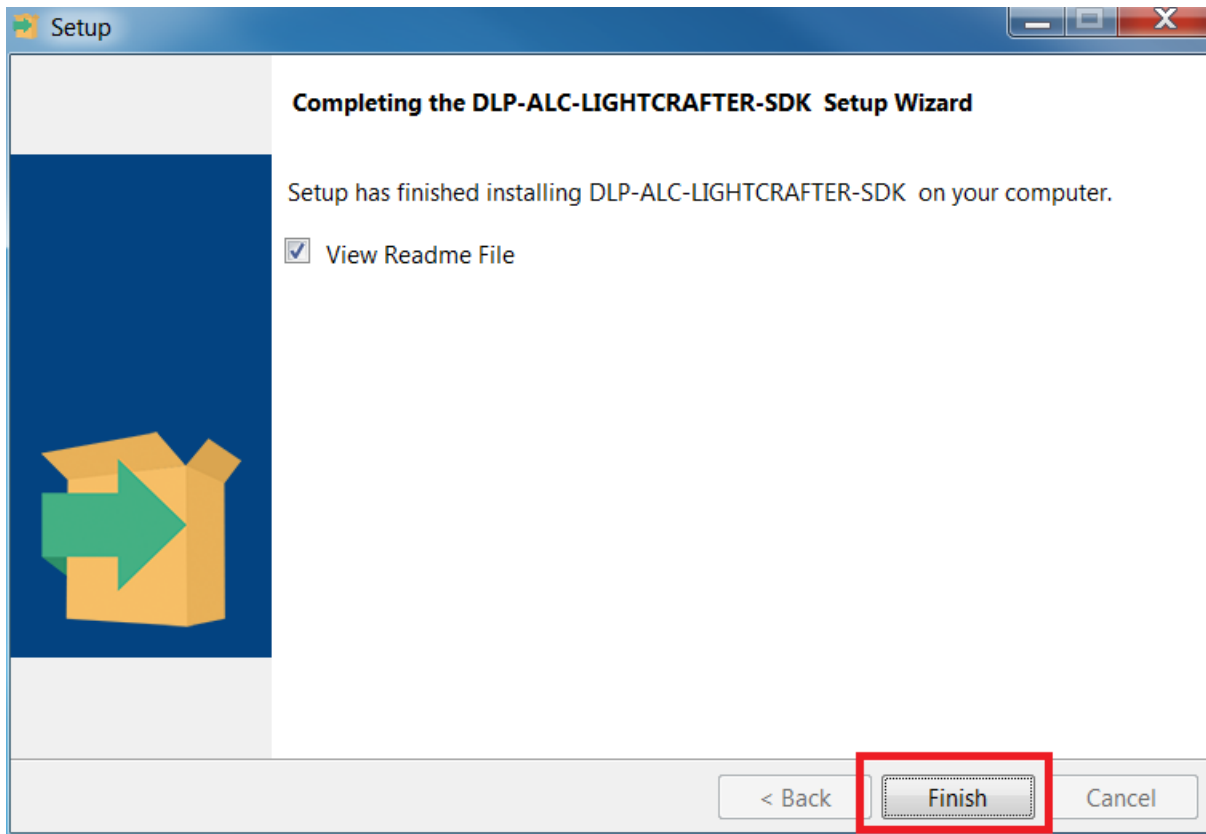 Setup
Completing the DLP-ALC-LIGHTCRAFTER-SDK Setup Wizard
Setup has finished installing DLP-ALC-LIGHTCRAFTER-SDK on your computer.
View Readme File
< Back Finish Cancel